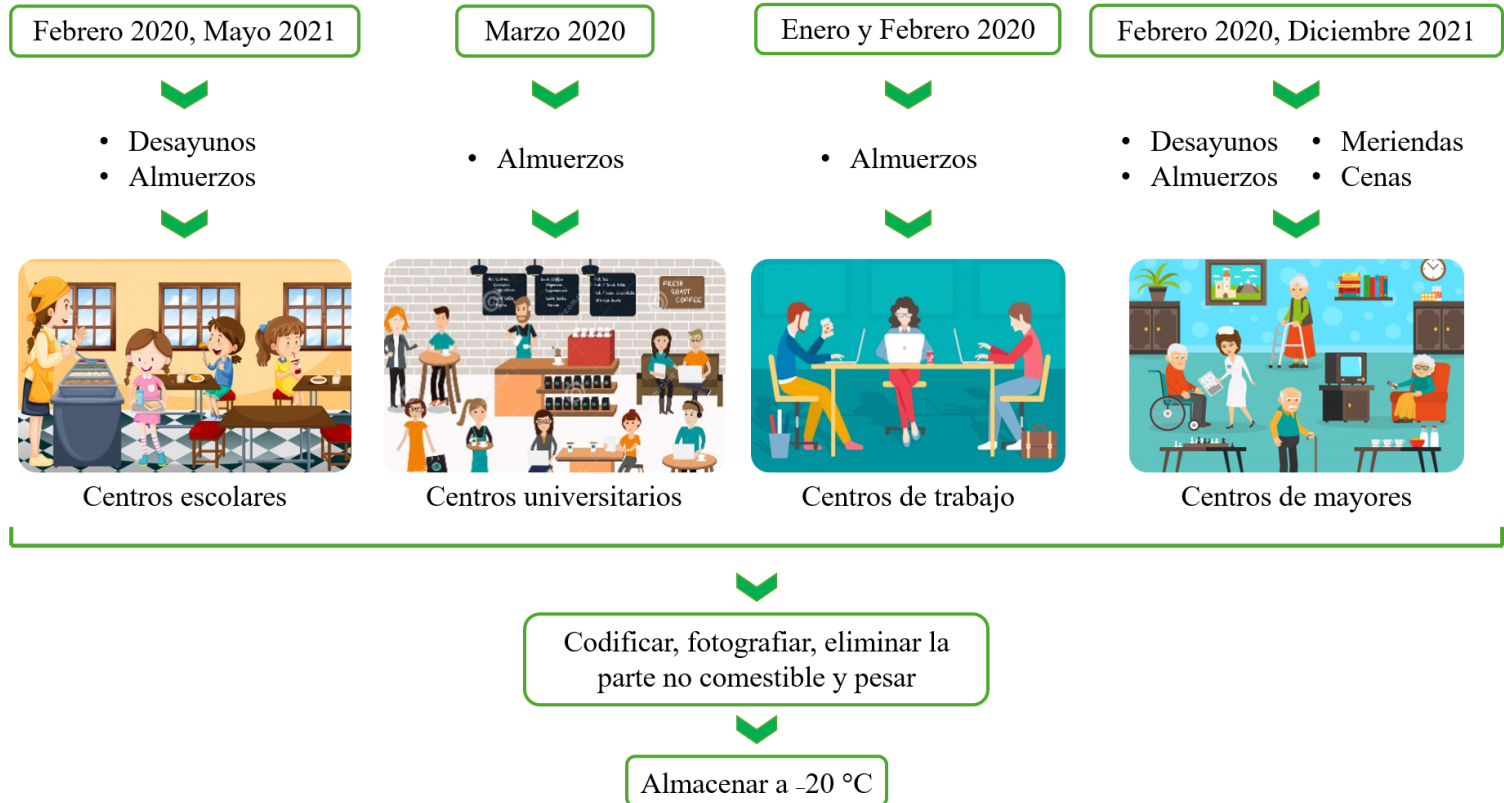 Febrero 2020, Mayo 2021
Marzo 2020
Enero y Febrero 2020
Febrero 2020, Diciembre 2021
• Desayunos
• Almuerzos
• Almuerzos
• Almuerzos
• Desayunos
• Almuerzos
• Meriendas
• Cenas
FRESH
ROAST
COFFEE
Centros escolares
Centros universitarios
Centros de trabajo
Centros de mayores
Codificar, fotografiar, eliminar la
parte no comestible y pesar
Almacenar a –20 °C